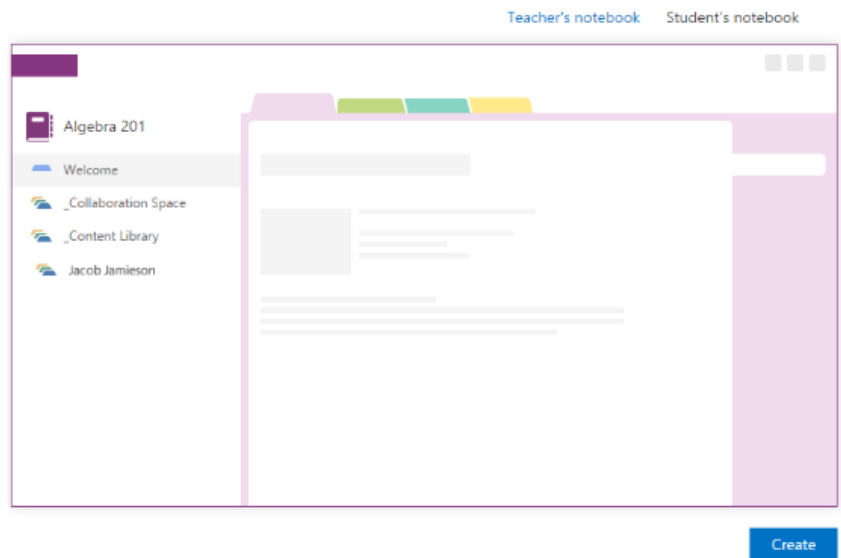 Teacher's notebook Student's notebook
Algebra 201
Welcome
_Collaboration Space
_Content Library
Jacob Jamieson
Create